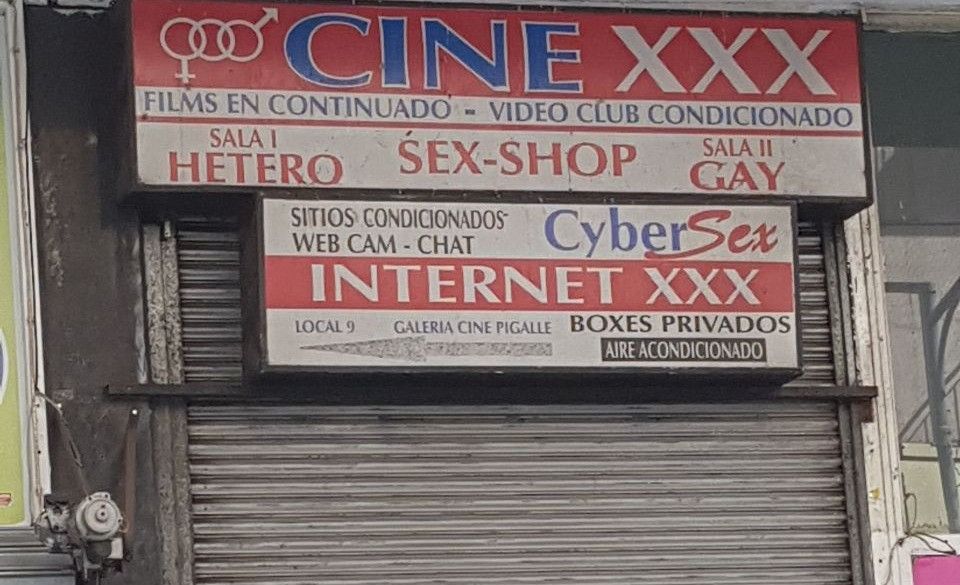 CINE XXX
FILMS EN CONTINUADO - VIDEO CLUB CONDICIONADO
SALA I
HETERO
SEX-SHOP
SALA II
GAY
SITIOS CONDICIONADOS
WEB CAM - CHAT
CyberSex
INTERNET XXX
LOCAL 9 GALERIA CINE PIGALLE
BOXES PRIVADOS
AIRE ACONDICIONADO